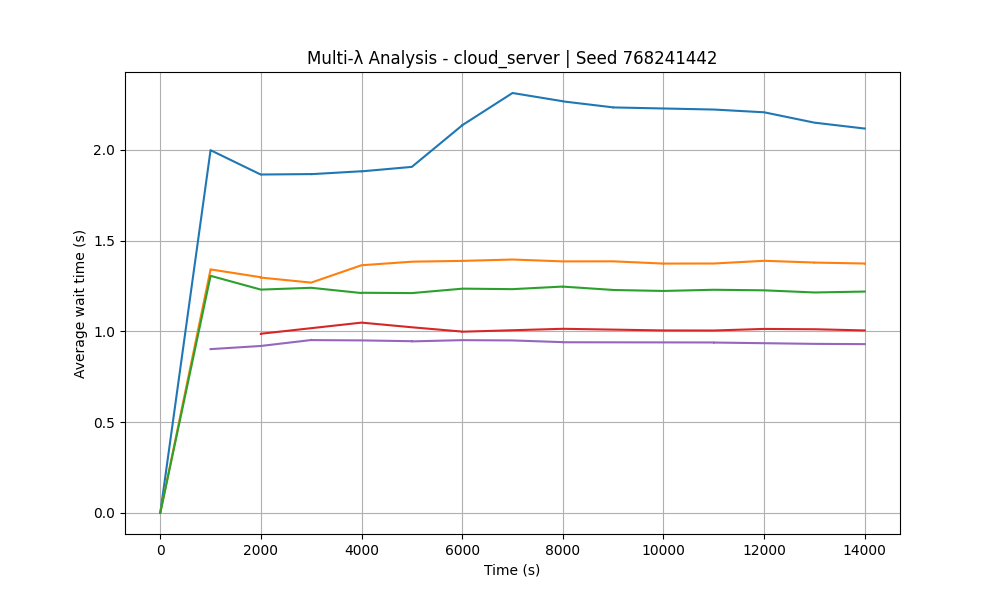 Multi-λ Analysis - cloud_server | Seed 768241442
Average wait time (s)
2.0
1.5
1.0
0.5
0.0
0 2000 4000 6000 8000 10000 12000 14000
Time (s)